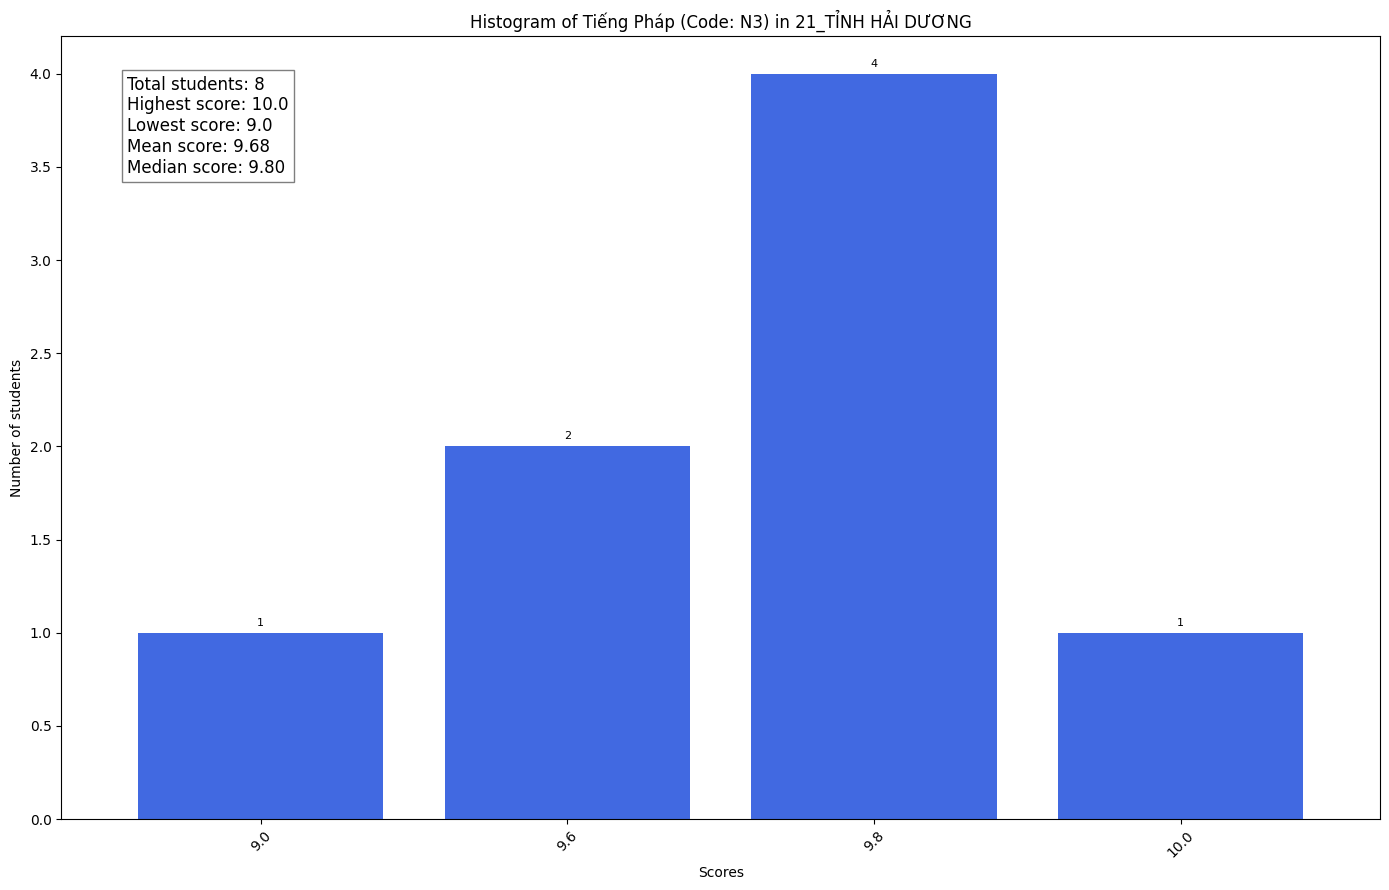 Histogram of Tiếng Pháp (Code: N3) in 21_TỈNH HẢI DƯƠNG
Total students: 8
Highest score: 10.0
Lowest score: 9.0
Mean score: 9.68
Median score: 9.80
Number of students
4.0
3.5
3.0
2.5
2.0
1.5
1.0
0.5
0.0
1
2
4
1
9.0
9.6
9.8
10.0
Scores